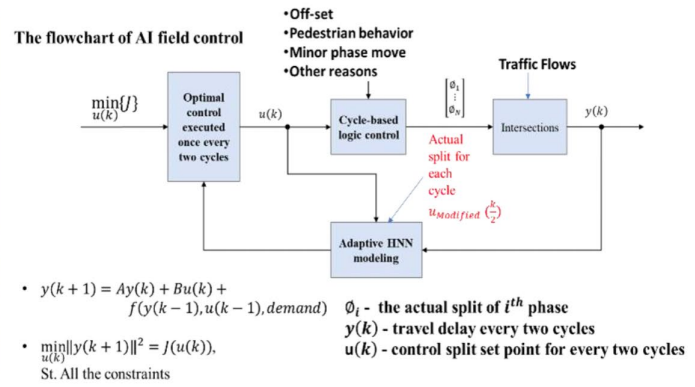 The flowchart of AI field control
•Off-set
•Pedestrian behavior
•Minor phase move
•Other reasons
Traffic Flows
min{J}
u(k)
Optimal
control
executed
once every
two cycles
u(k)
Cycle-based
logic control
[∅₁
⋮
∅_N]
Intersections
y(k)
Actual
split for
each
cycle
u_Modified (k/2)
Adaptive HNN
modeling
• y(k + 1) = Ay(k) + Bu(k) +
f(y(k − 1), u(k − 1), demand)
• min‖y(k + 1)‖² = J(u(k)),
u(k)
St. All the constraints
∅ᵢ - the actual split of i^th phase
y(k) - travel delay every two cycles
u(k) - control split set point for every two cycles